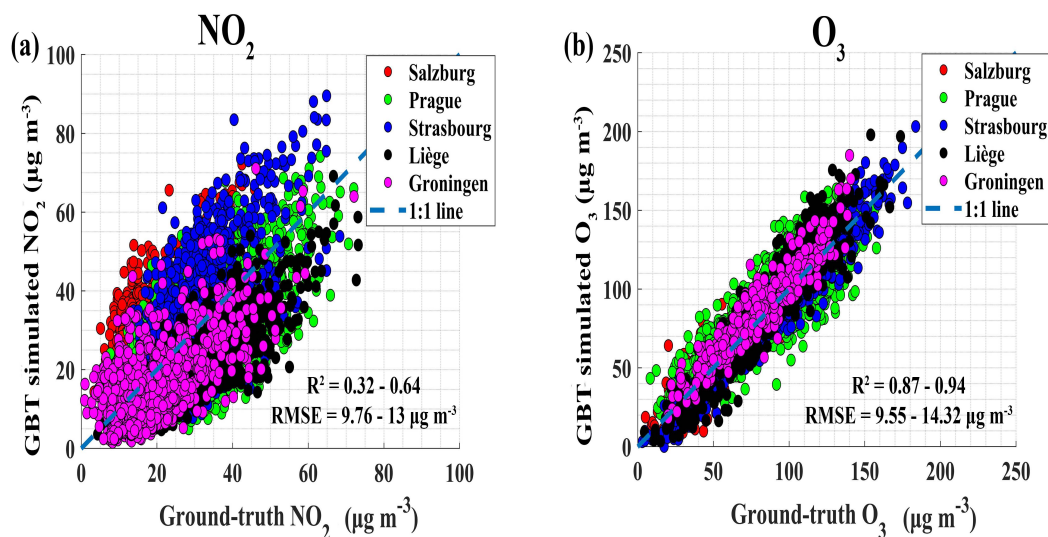 (a)
NO2
100
80
60
40
20
0
0
20
40
60
80
100
GBT simulated NO2 (µg m-3)
Ground-truth NO2 (µg m-3)
Salzburg
Prague
Strasbourg
Liège
Groningen
1:1 line
R2 = 0.32 - 0.64
RMSE = 9.76 - 13 µg m-3
(b)
O3
250
200
150
100
50
0
0
50
100
150
200
250
GBT simulated O3 (µg m-3)
Ground-truth O3 (µg m-3)
Salzburg
Prague
Strasbourg
Liège
Groningen
1:1 line
R2 = 0.87 - 0.94
RMSE = 9.55 - 14.32 µg m-3